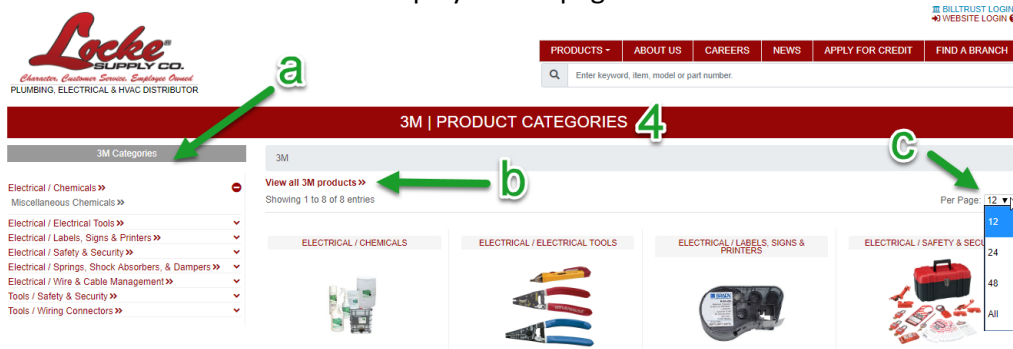 BILLTRUST LOGIN
WEBSITE LOGIN
Locke
SUPPLY CO.
Character, Customer Service, Employee Owned
PLUMBING, ELECTRICAL & HVAC DISTRIBUTOR
PRODUCTS ABOUT US CAREERS NEWS APPLY FOR CREDIT FIND A BRANCH
Enter keyword, item, model or part number.
a
3M | PRODUCT CATEGORIES 4
3M Categories
3M
c
Electrical / Chemicals »
Miscellaneous Chemicals »
Electrical / Electrical Tools »
Electrical / Labels, Signs & Printers »
Electrical / Safety & Security »
Electrical / Springs, Shock Absorbers, & Dampers »
Electrical / Wire & Cable Management »
Tools / Safety & Security »
Tools / Wiring Connectors »
View all 3M products »
b
Showing 1 to 8 of 8 entries
Per Page: 12
12
24
48
All
ELECTRICAL / CHEMICALS
ELECTRICAL / ELECTRICAL TOOLS
ELECTRICAL / LABELS, SIGNS &
PRINTERS
ELECTRICAL / SAFETY & SECU